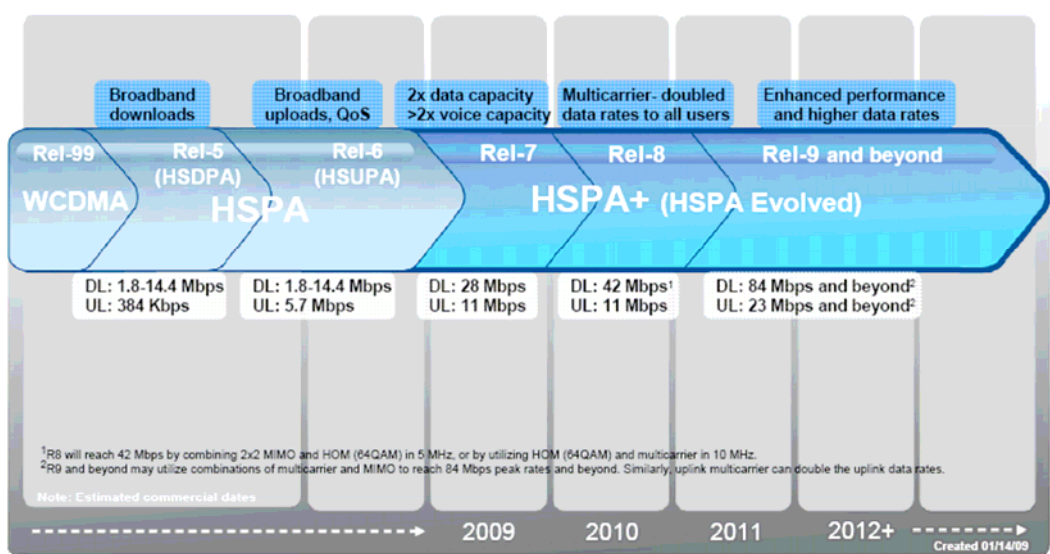 Broadband
downloads
Broadband
uploads, QoS
2x data capacity
>2x voice capacity
Multicarrier- doubled
data rates to all users
Enhanced performance
and higher data rates
Rel-99
Rel-5
(HSDPA)
Rel-6
(HSUPA)
Rel-7
Rel-8
Rel-9 and beyond
WCDMA
HSPA
HSPA+ (HSPA Evolved)
DL: 1.8-14.4 Mbps
UL: 384 Kbps
DL: 1.8-14.4 Mbps
UL: 5.7 Mbps
DL: 28 Mbps
UL: 11 Mbps
DL: 42 Mbps¹
UL: 11 Mbps
DL: 84 Mbps and beyond²
UL: 23 Mbps and beyond²
¹R8 will reach 42 Mbps by combining 2x2 MIMO and HOM (64QAM) in 5 MHz, or by utilizing HOM (64QAM) and multicarrier in 10 MHz.
²R9 and beyond may utilize combinations of multicarrier and MIMO to reach 84 Mbps peak rates and beyond. Similarly, uplink multicarrier can double the uplink data rates.
Note: Estimated commercial dates
2009
2010
2011
2012+
Created 01/14/09